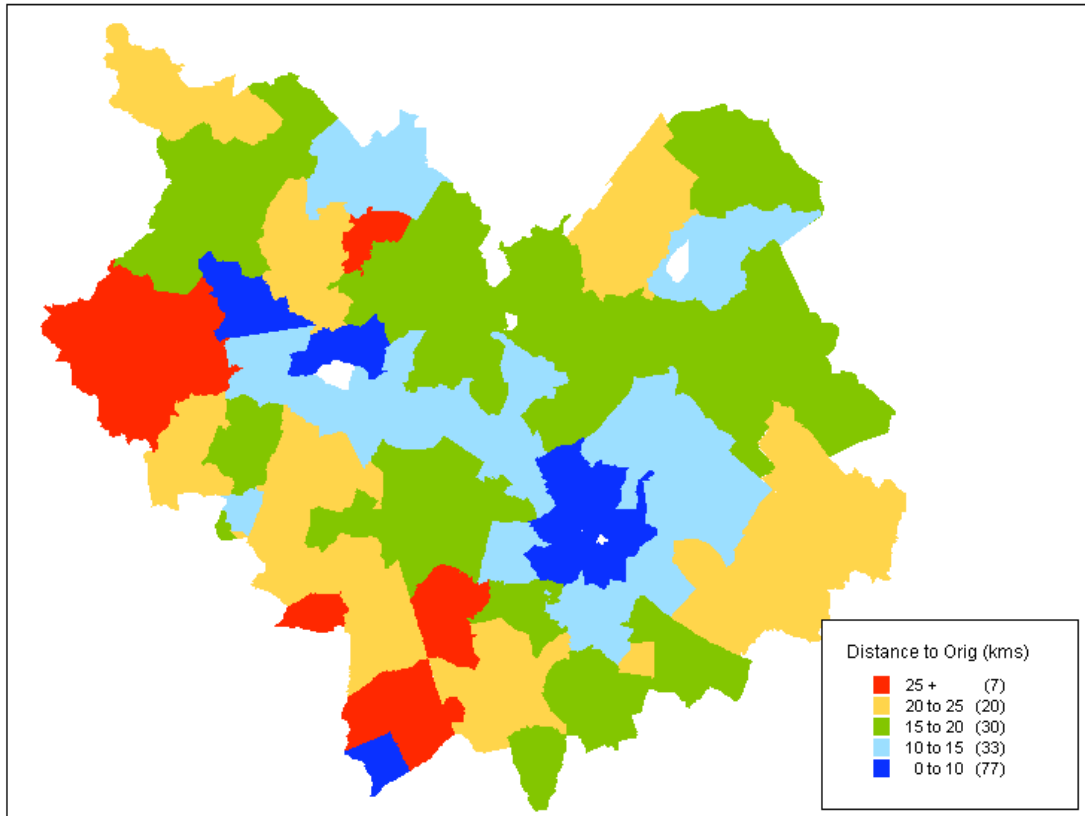 Distance to Orig (kms)
25 + (7)
20 to 25 (20)
15 to 20 (30)
10 to 15 (33)
0 to 10 (77)